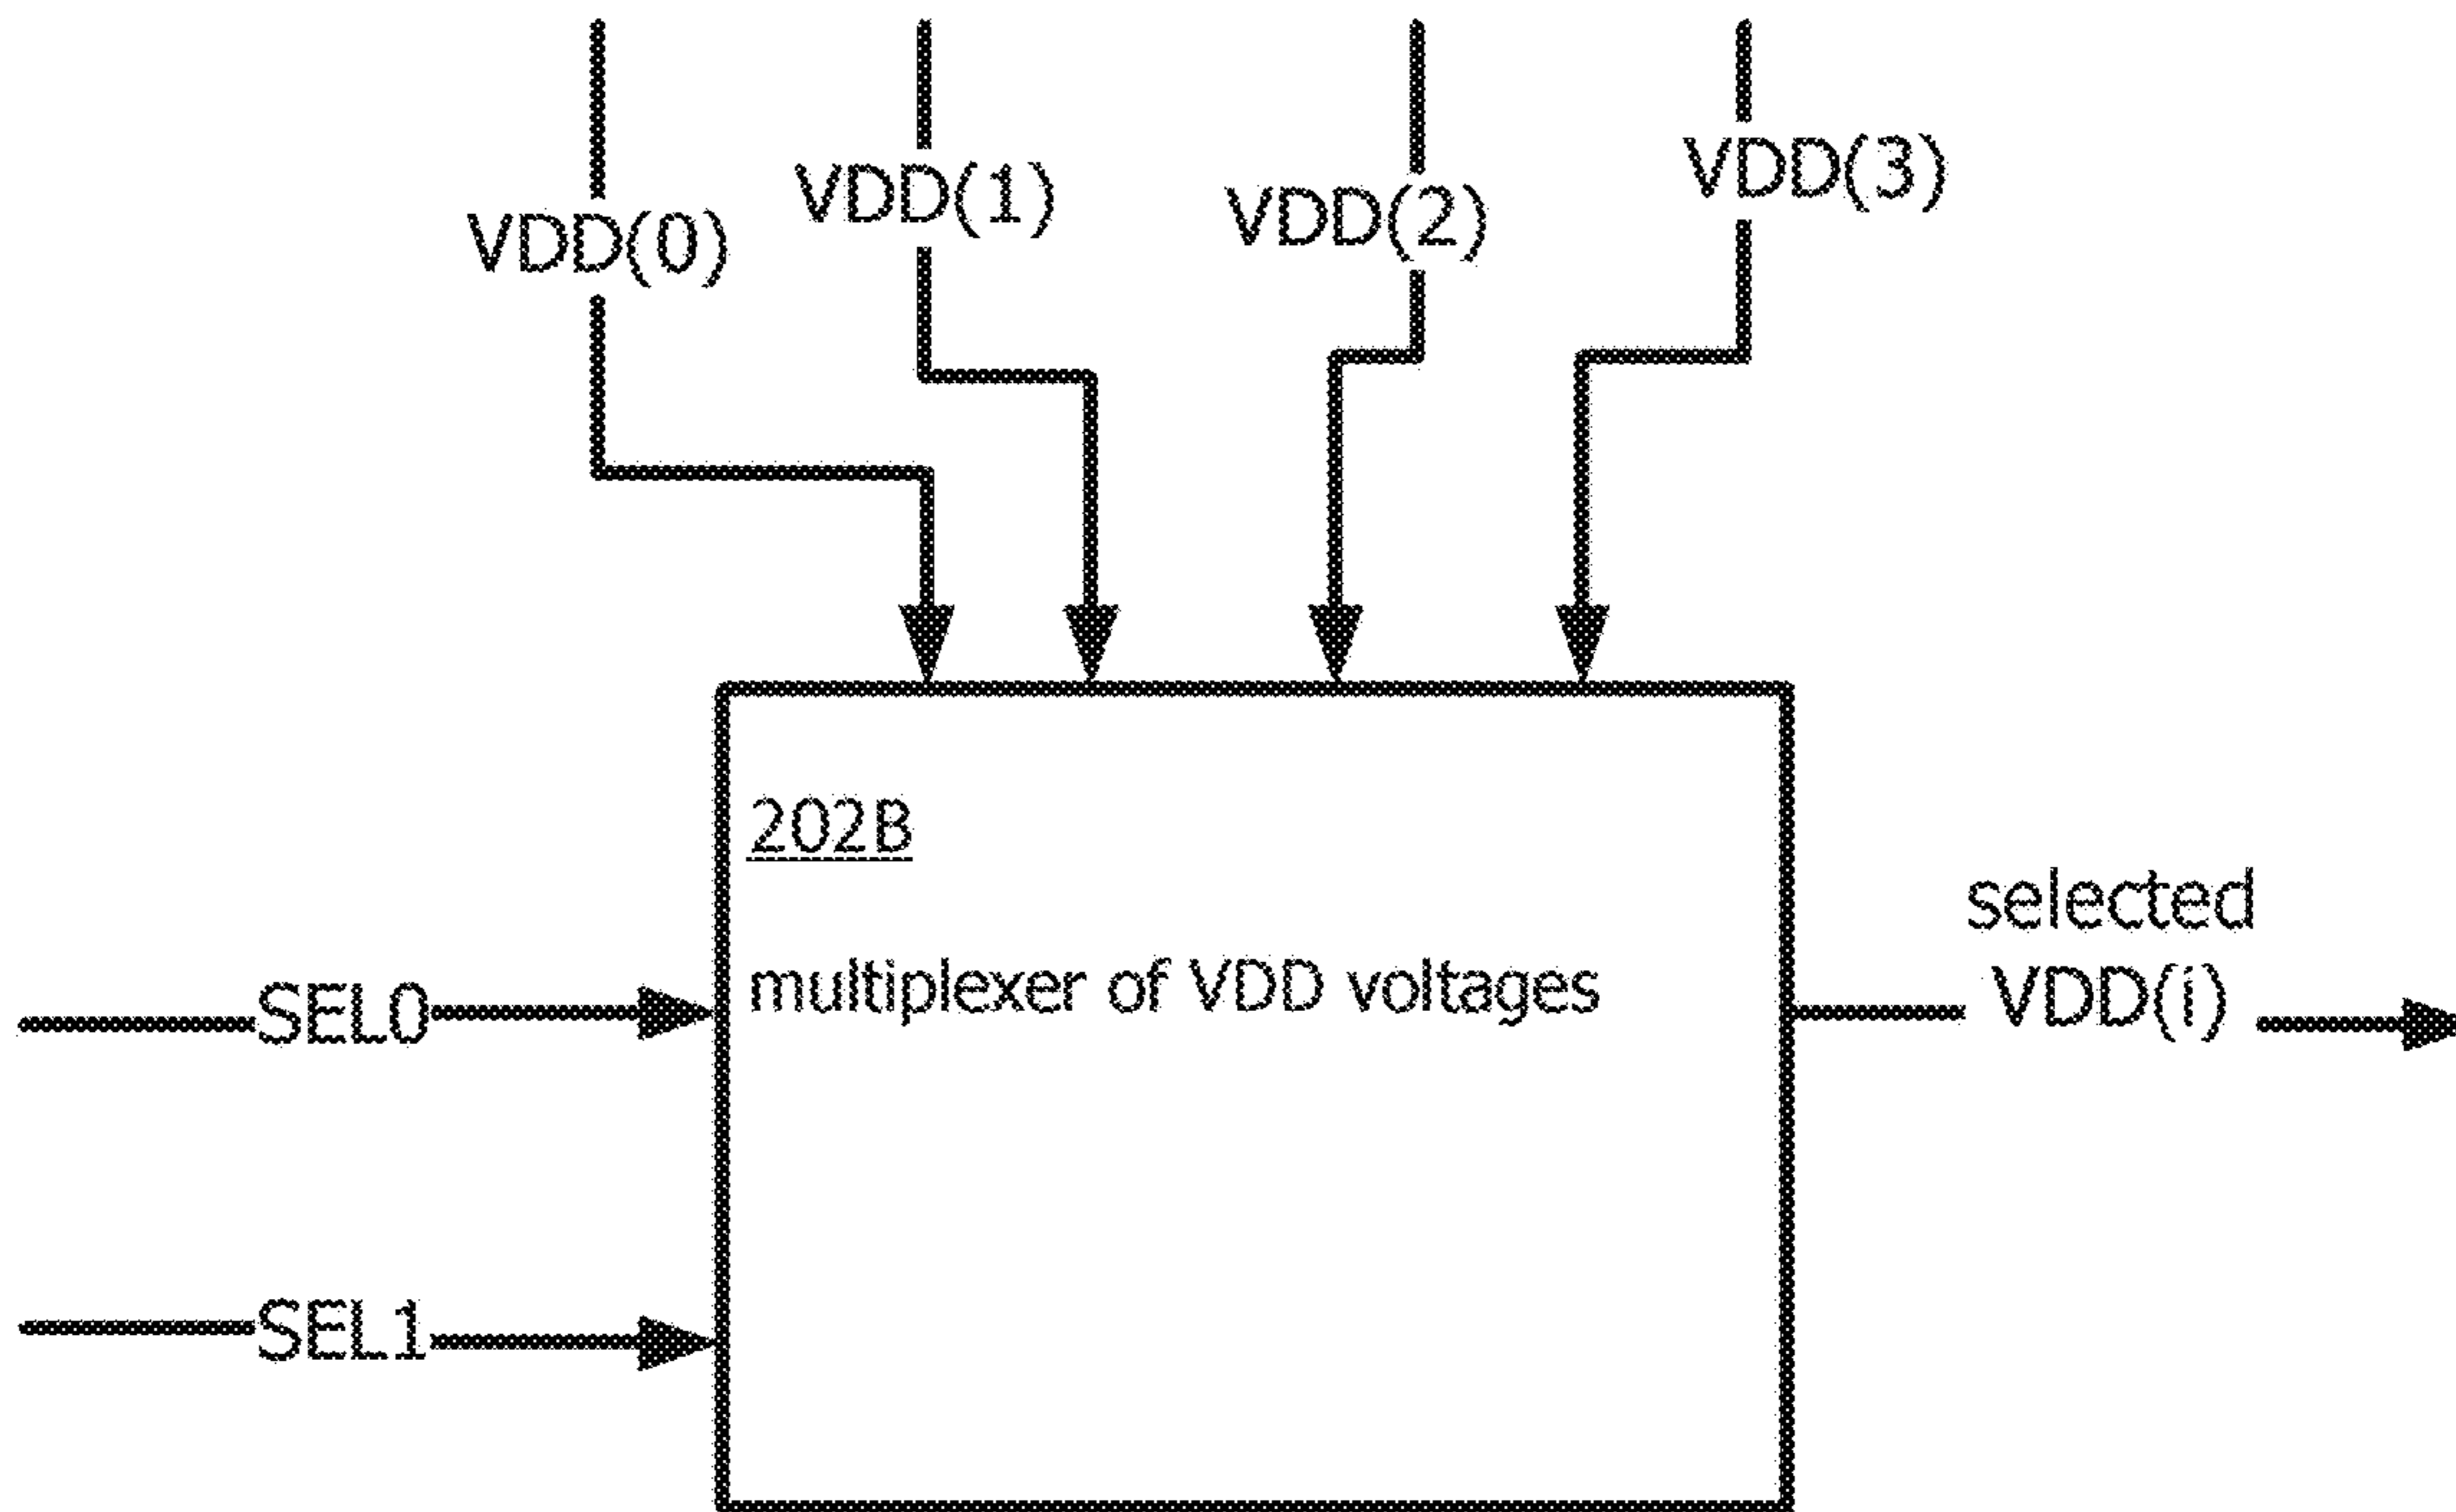 VDD(0)
VDD(1)
VDD(2)
VDD(3)
202B
multiplexer of VDD voltages
SEL0
SEL1
selected
VDD(i)